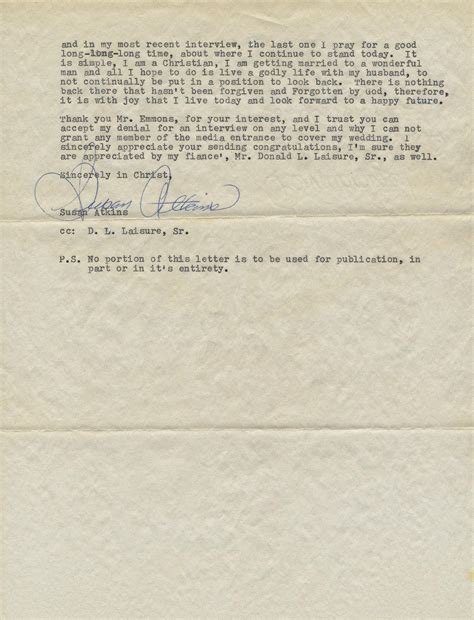 and in my most recent interview, the last one I pray for a good
long-long-long time, about where I continue to stand today. It
is simple, I am a Christian, I am getting married to a wonderful
man and all I hope to do is live a godly life with my husband, to
not continually be put in a position to look back. There is nothing
back there that hasn't been forgiven and Forgotten by God, therefore,
it is with joy that I live today and look forward to a happy future.
Thank you Mr. Emmons, for your interest, and I trust you can
accept my denial for an interview on any level and why I can not
grant any member of the media entrance to cover my wedding. I
sincerely appreciate your sending congratulations, I'm sure they
are appreciated by my fiance', Mr. Donald L. Laisure, Sr., as well.
Sincerely in Christ,
Susan Atkins
Susan Atkins
cc: D. L. Laisure, Sr.
P.S. No portion of this letter is to be used for publication, in
part or in it's entirety.